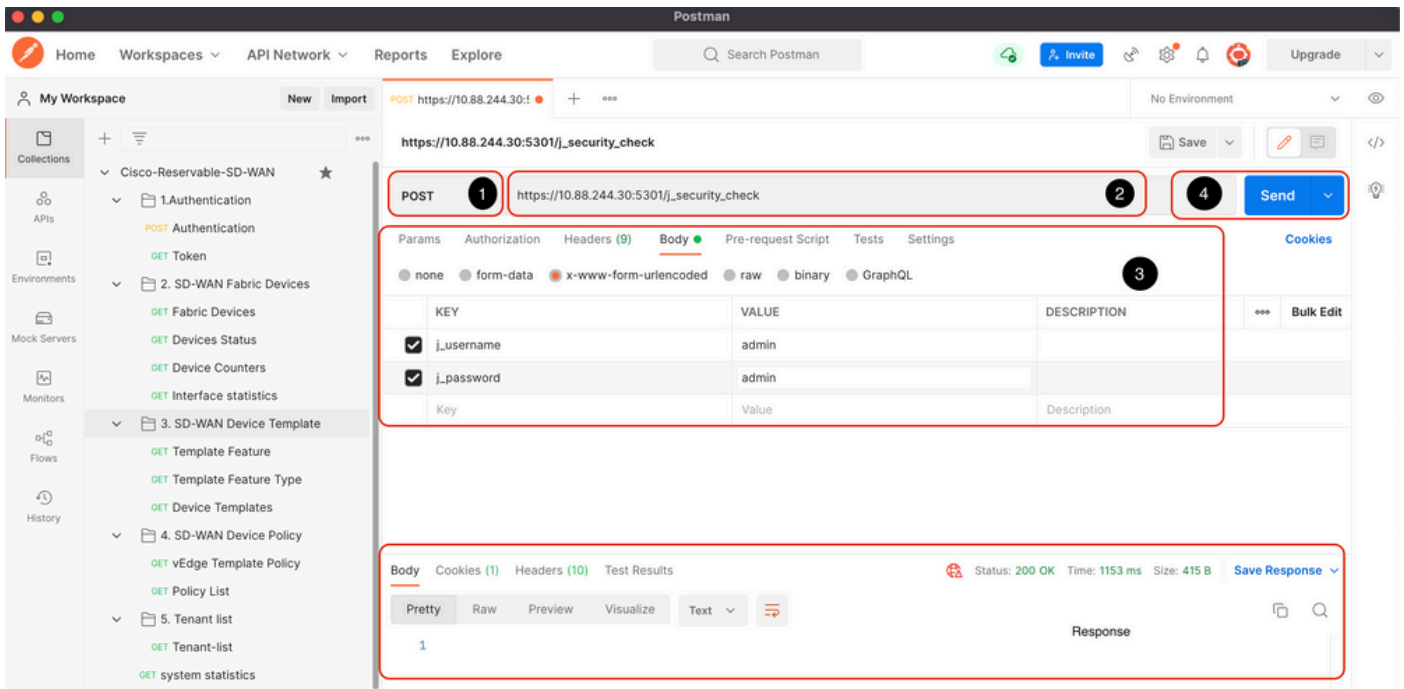 Postman
Home Workspaces API Network Reports Explore Search Postman Invite Upgrade
My Workspace New Import POST https://10.88.244.30:5 No Environment
Collections
APIs
Environments
Mock Servers
Monitors
Flows
History
Cisco-Reservable-SD-WAN
1.Authentication
POST Authentication
GET Token
2. SD-WAN Fabric Devices
GET Fabric Devices
GET Devices Status
GET Device Counters
GET Interface statistics
3. SD-WAN Device Template
GET Template Feature
GET Template Feature Type
GET Device Templates
4. SD-WAN Device Policy
GET vEdge Template Policy
GET Policy List
5. Tenant list
GET Tenant-list
GET system statistics
https://10.88.244.30:5301/j_security_check Save
POST 1 https://10.88.244.30:5301/j_security_check 2 4 Send
Params Authorization Headers (9) Body Pre-request Script Tests Settings Cookies
none form-data x-www-form-urlencoded raw binary GraphQL 3
KEY VALUE DESCRIPTION Bulk Edit
j_username admin
j_password admin
Key Value Description
Body Cookies (1) Headers (10) Test Results Status: 200 OK Time: 1153 ms Size: 415 B Save Response
Pretty Raw Preview Visualize Text
Response
1